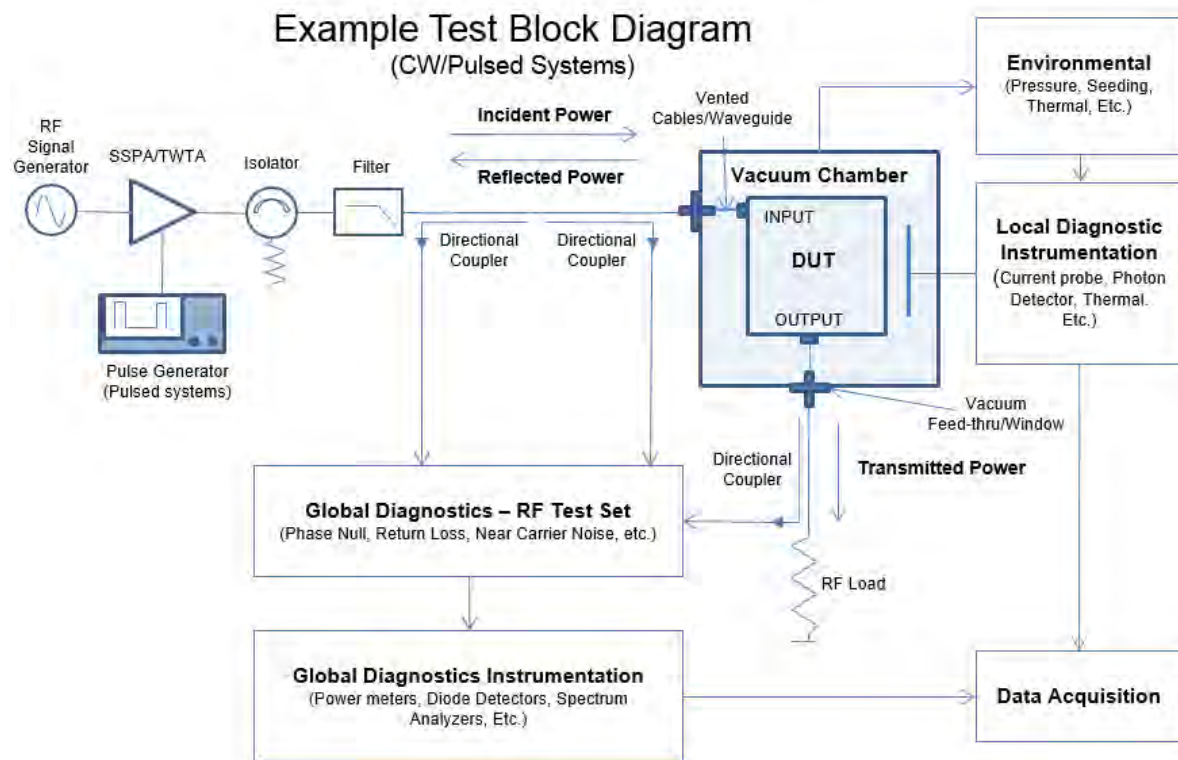 Example Test Block Diagram
(CW/Pulsed Systems)
RF
Signal
Generator
SSPA/TWTA
Isolator
Filter
Incident Power
Reflected Power
Vented
Cables/Waveguide
Environmental
(Pressure, Seeding,
Thermal, Etc.)
Vacuum Chamber
INPUT
DUT
OUTPUT
Directional
Coupler
Directional
Coupler
Local Diagnostic
Instrumentation
(Current probe, Photon
Detector, Thermal.
Etc.)
Pulse Generator
(Pulsed systems)
Vacuum
Feed-thru/Window
Directional
Coupler
Transmitted Power
Global Diagnostics – RF Test Set
(Phase Null, Return Loss, Near Carrier Noise, etc.)
RF Load
Global Diagnostics Instrumentation
(Power meters, Diode Detectors, Spectrum
Analyzers, Etc.)
Data Acquisition